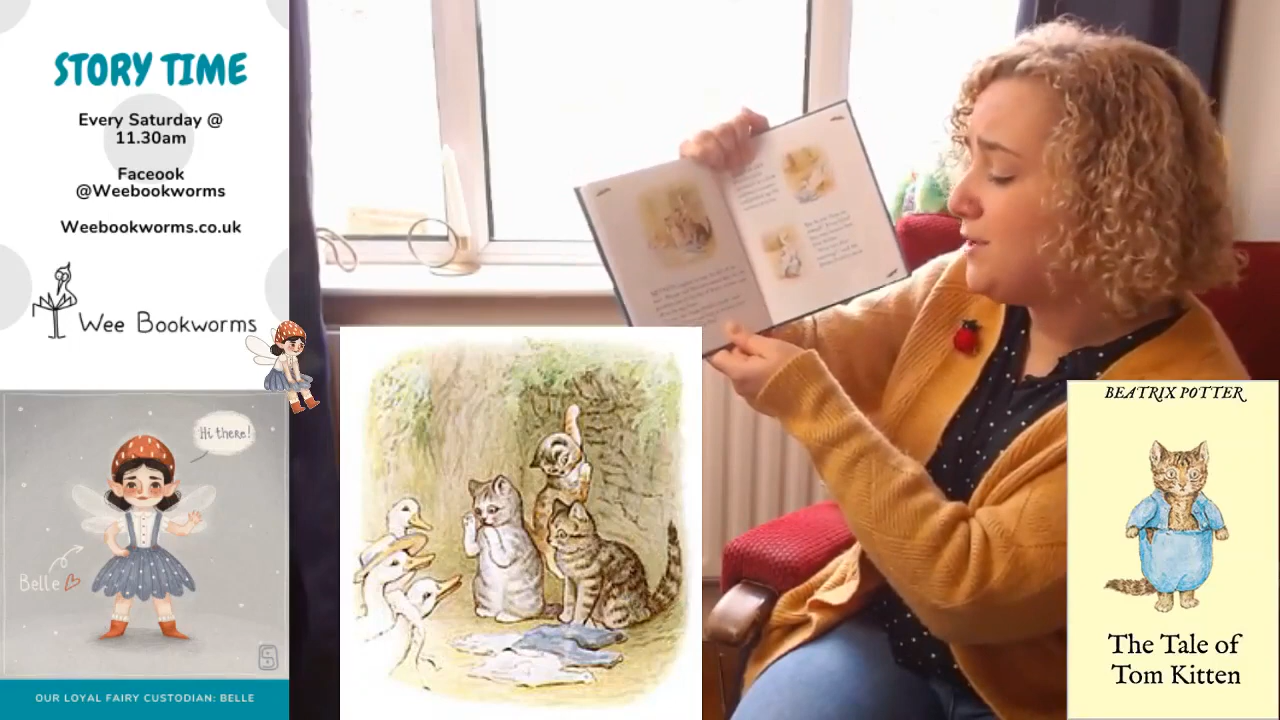 STORY TIME
Every Saturday @
11.30am
Faceook
@Weebookworms
Weebookworms.co.uk
Wee Bookworms
Hi there!
Belle
OUR LOYAL FAIRY CUSTODIAN: BELLE
BEATRIX POTTER
The Tale of
Tom Kitten